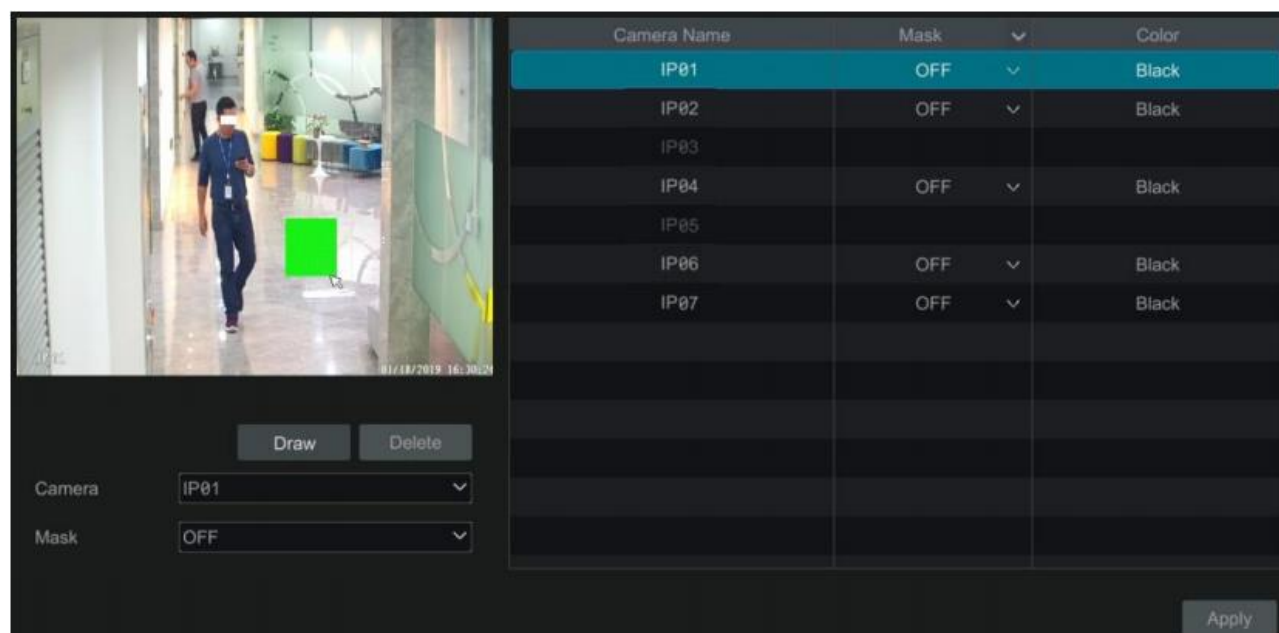 Camera Name Mask Color
IP01 OFF Black
IP02 OFF Black
IP03
IP04 OFF Black
IP05
IP06 OFF Black
IP07 OFF Black
01/18/2019 16:30:26
Draw Delete
Camera IP01
Mask OFF
Apply